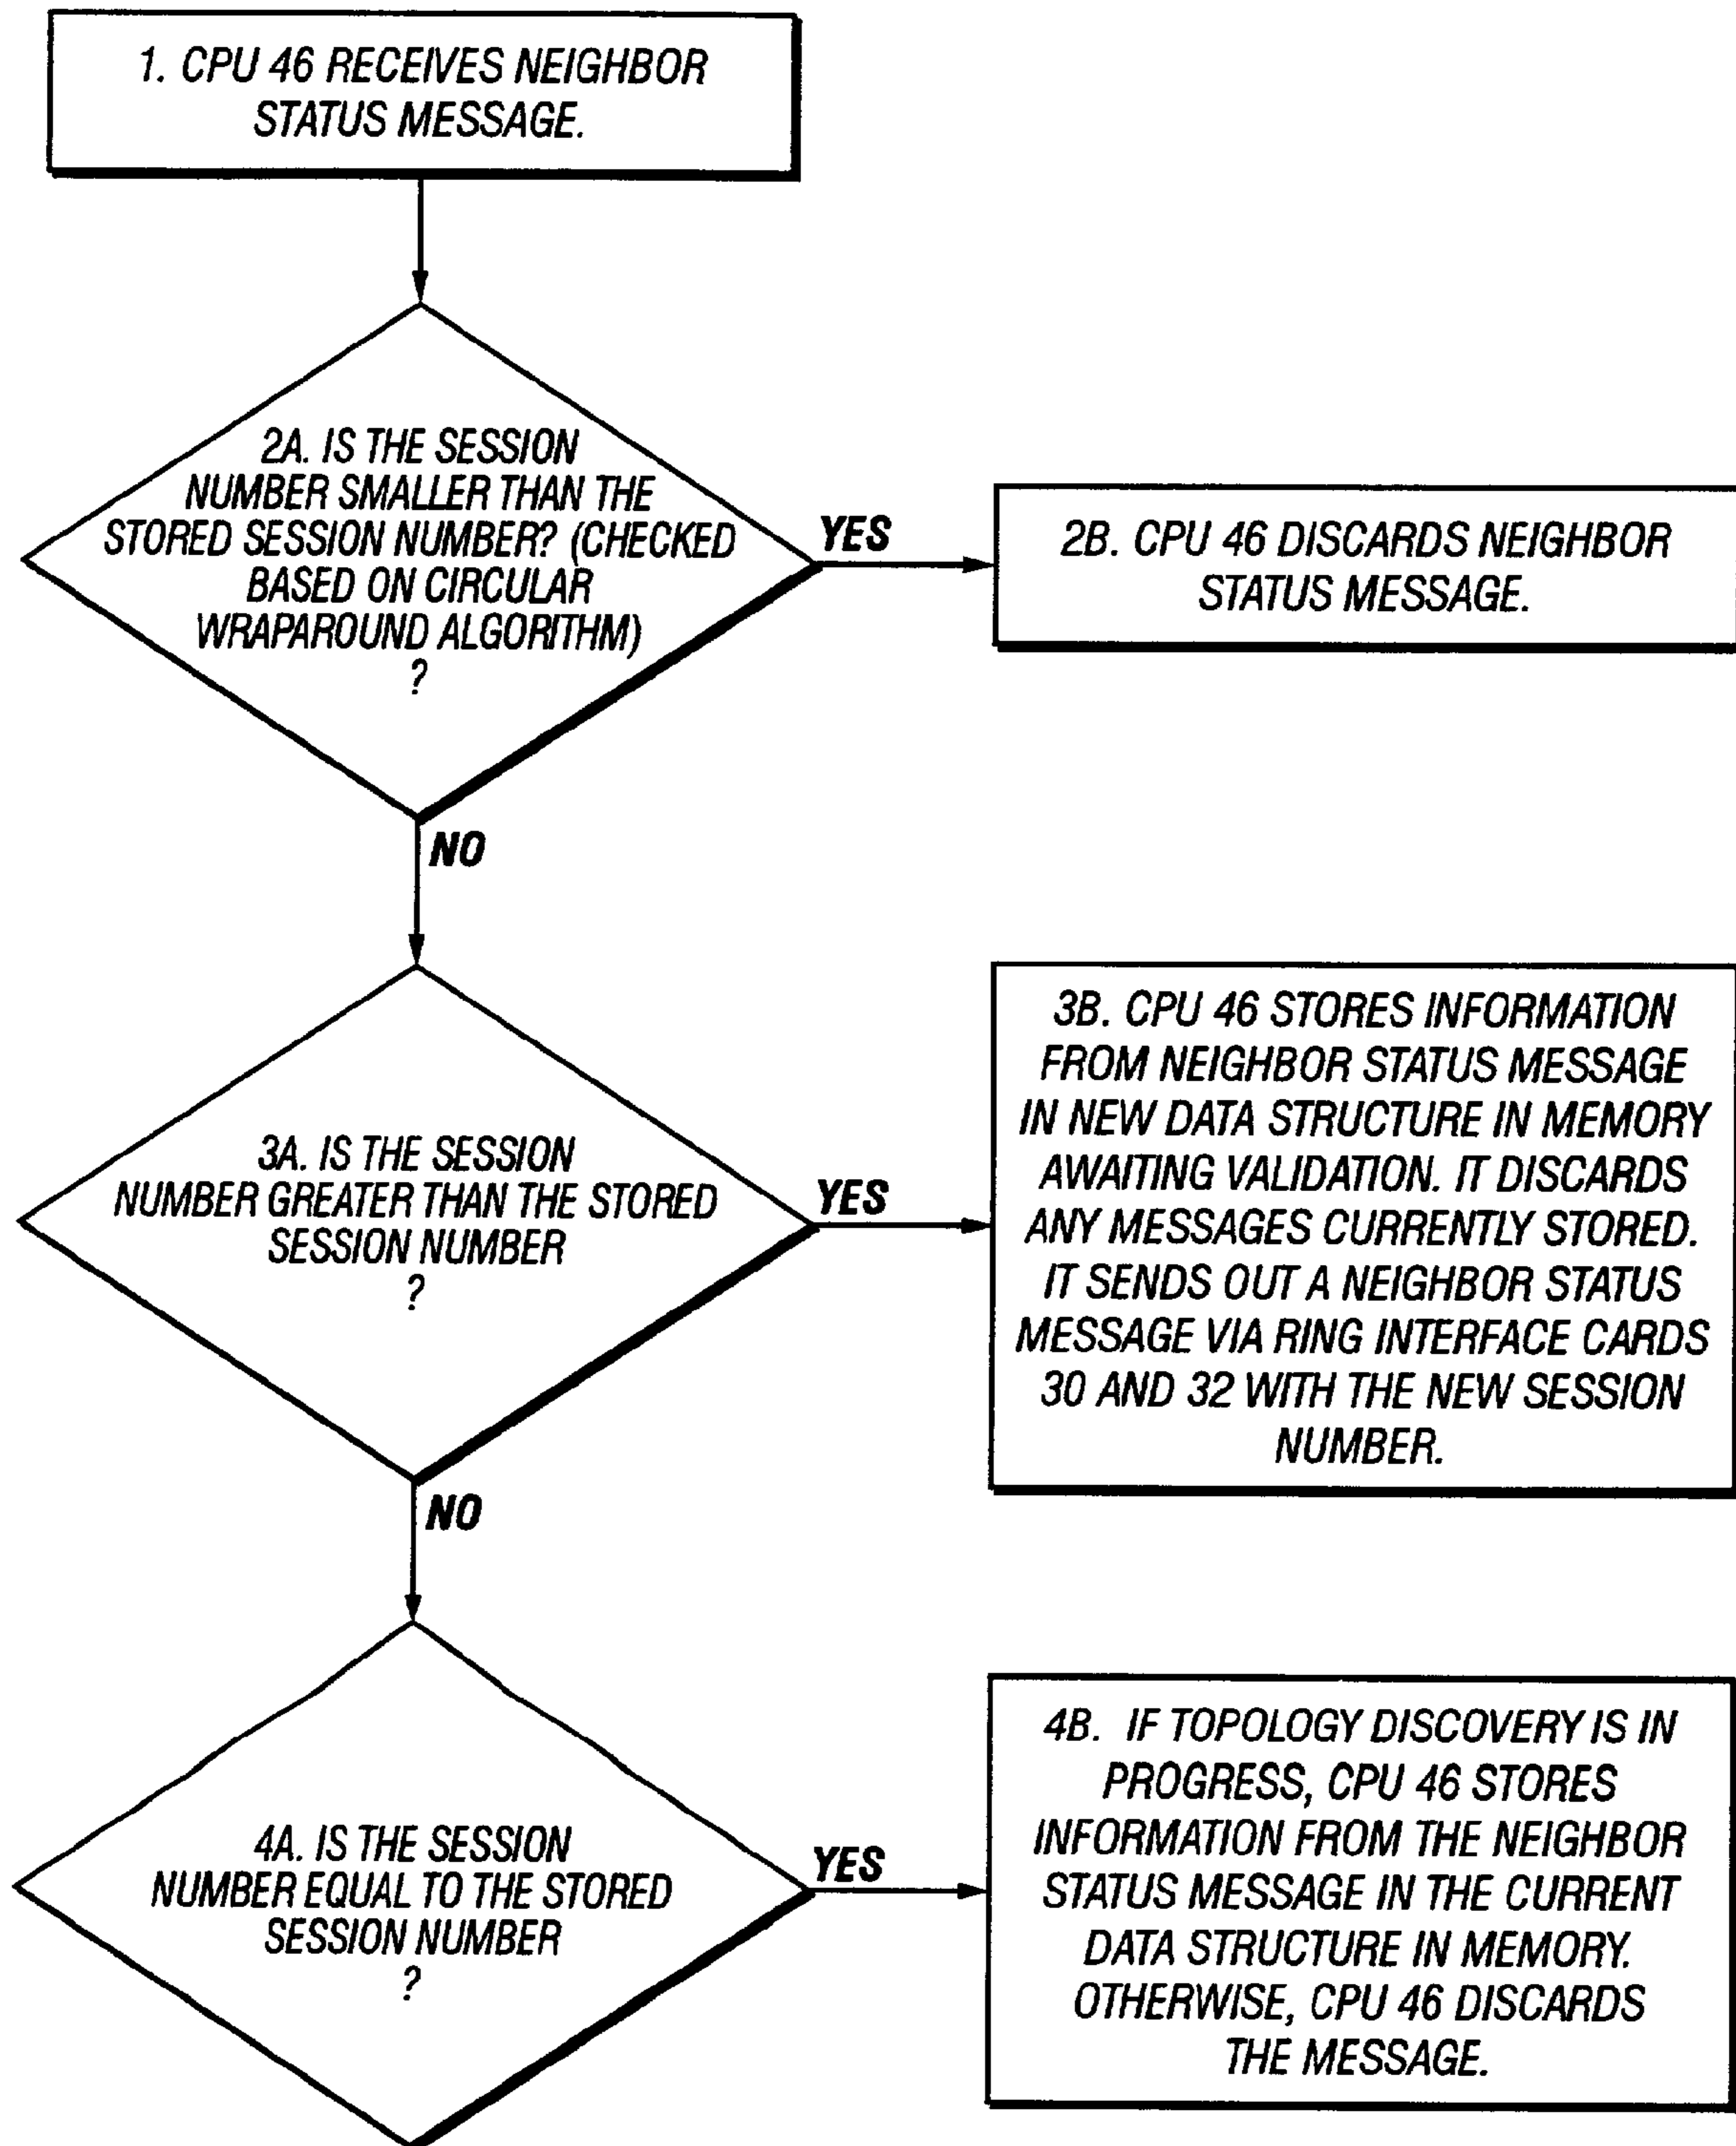 1. CPU 46 RECEIVES NEIGHBOR
STATUS MESSAGE.
2A. IS THE SESSION
NUMBER SMALLER THAN THE
STORED SESSION NUMBER? (CHECKED
BASED ON CIRCULAR
WRAPAROUND ALGORITHM)
?
YES
2B. CPU 46 DISCARDS NEIGHBOR
STATUS MESSAGE.
NO
3A. IS THE SESSION
NUMBER GREATER THAN THE STORED
SESSION NUMBER
?
YES
3B. CPU 46 STORES INFORMATION
FROM NEIGHBOR STATUS MESSAGE
IN NEW DATA STRUCTURE IN MEMORY
AWAITING VALIDATION. IT DISCARDS
ANY MESSAGES CURRENTLY STORED.
IT SENDS OUT A NEIGHBOR STATUS
MESSAGE VIA RING INTERFACE CARDS
30 AND 32 WITH THE NEW SESSION
NUMBER.
NO
4A. IS THE SESSION
NUMBER EQUAL TO THE STORED
SESSION NUMBER
?
YES
4B. IF TOPOLOGY DISCOVERY IS IN
PROGRESS, CPU 46 STORES
INFORMATION FROM THE NEIGHBOR
STATUS MESSAGE IN THE CURRENT
DATA STRUCTURE IN MEMORY.
OTHERWISE, CPU 46 DISCARDS
THE MESSAGE.